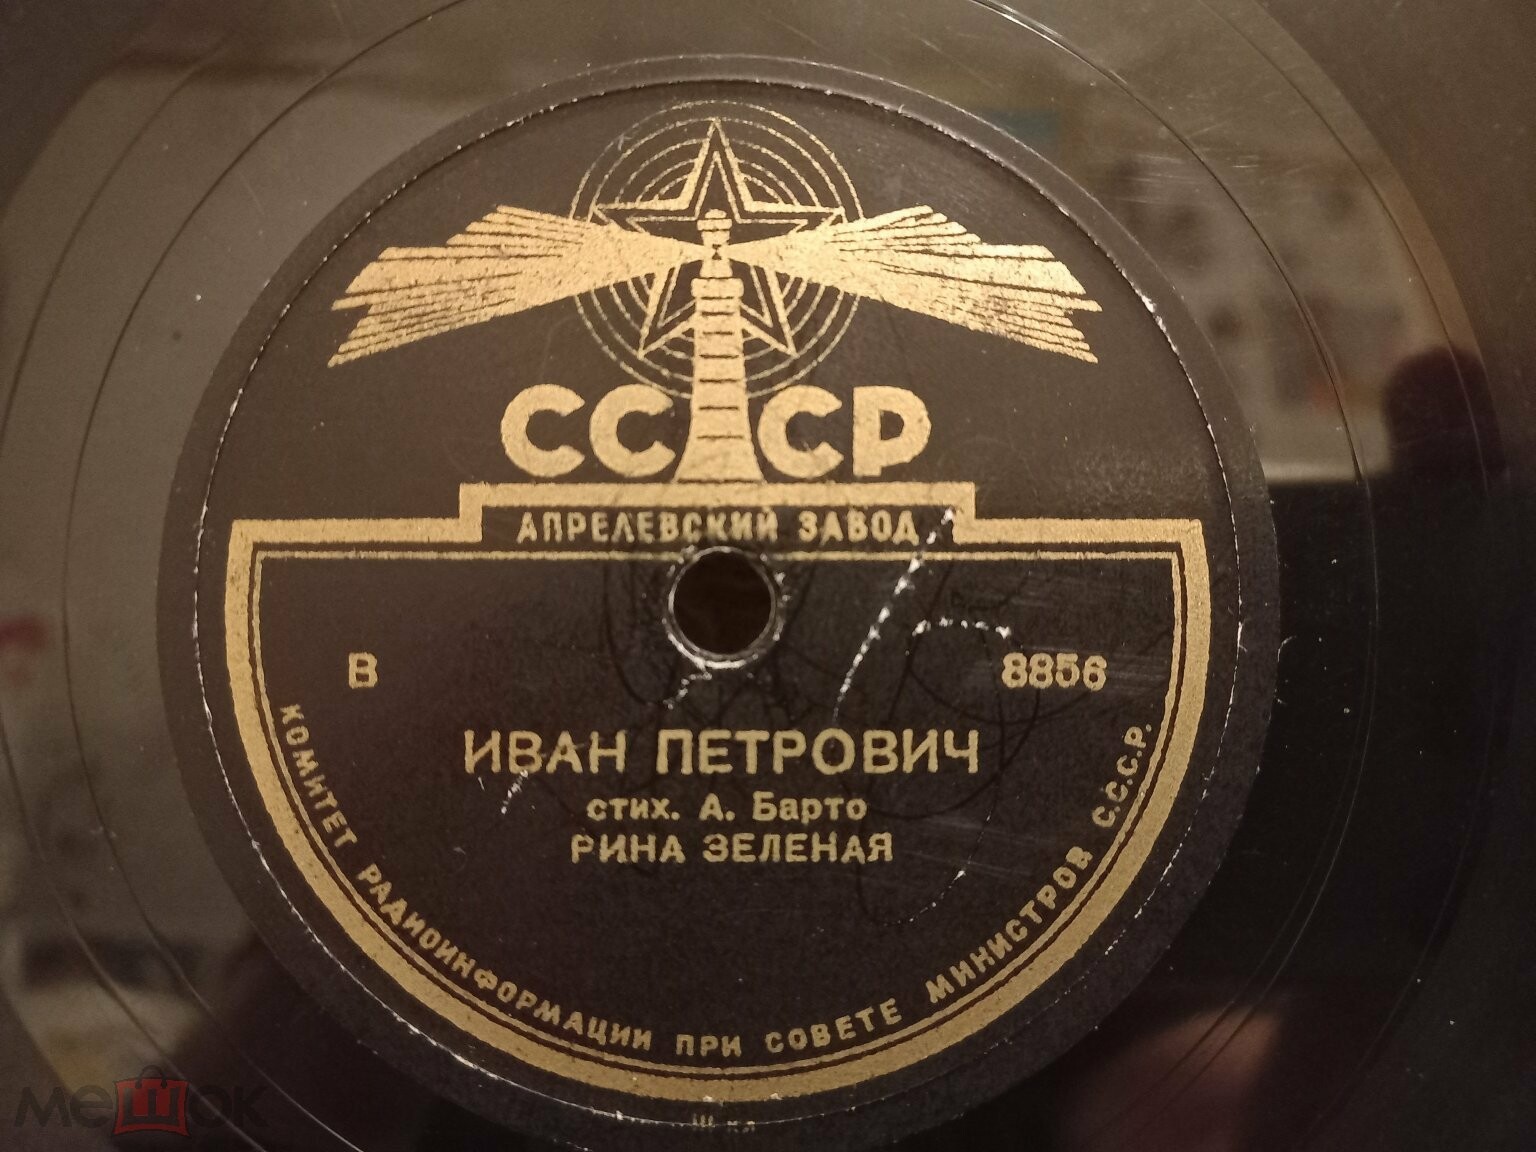 СССР
АПРЕЛЕВСКИЙ ЗАВОД
В 8856
ИВАН ПЕТРОВИЧ
стих. А. Барто
РИНА ЗЕЛЕНАЯ
КОМИТЕТ РАДИОИНФОРМАЦИИ ПРИ СОВЕТЕ МИНИСТРОВ С.С.С.Р.
мешок